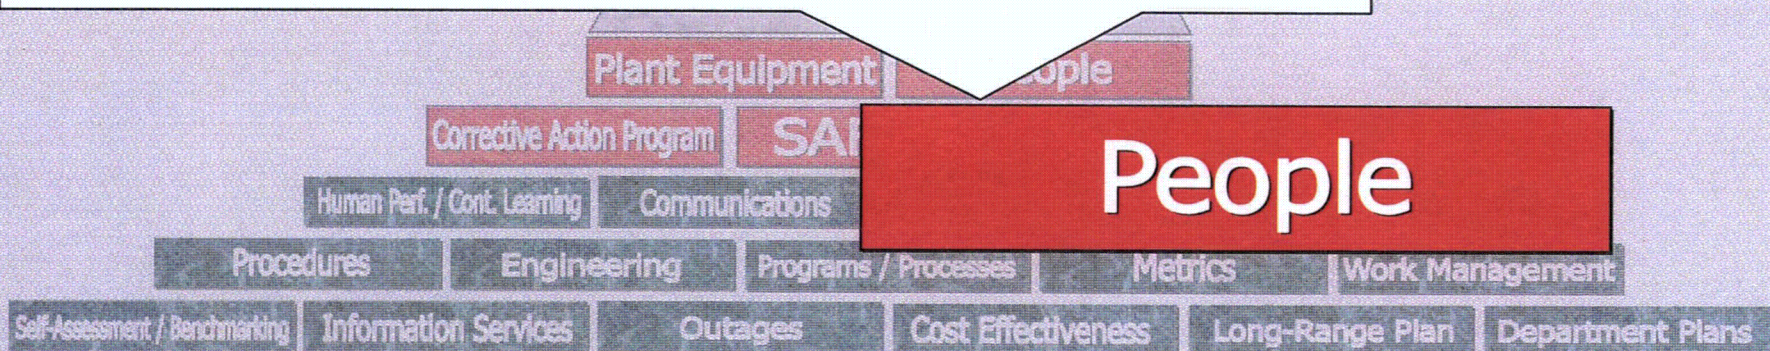 Plant Equipment
Corrective Action Program
People
Human Perf. / Cont. Learning Communications
Procedures Engineering Programs / Processes Metrics Work Management
Self-Assessment / Benchmarking Information Services Outages Cost Effectiveness Long-Range Plan Department Plans